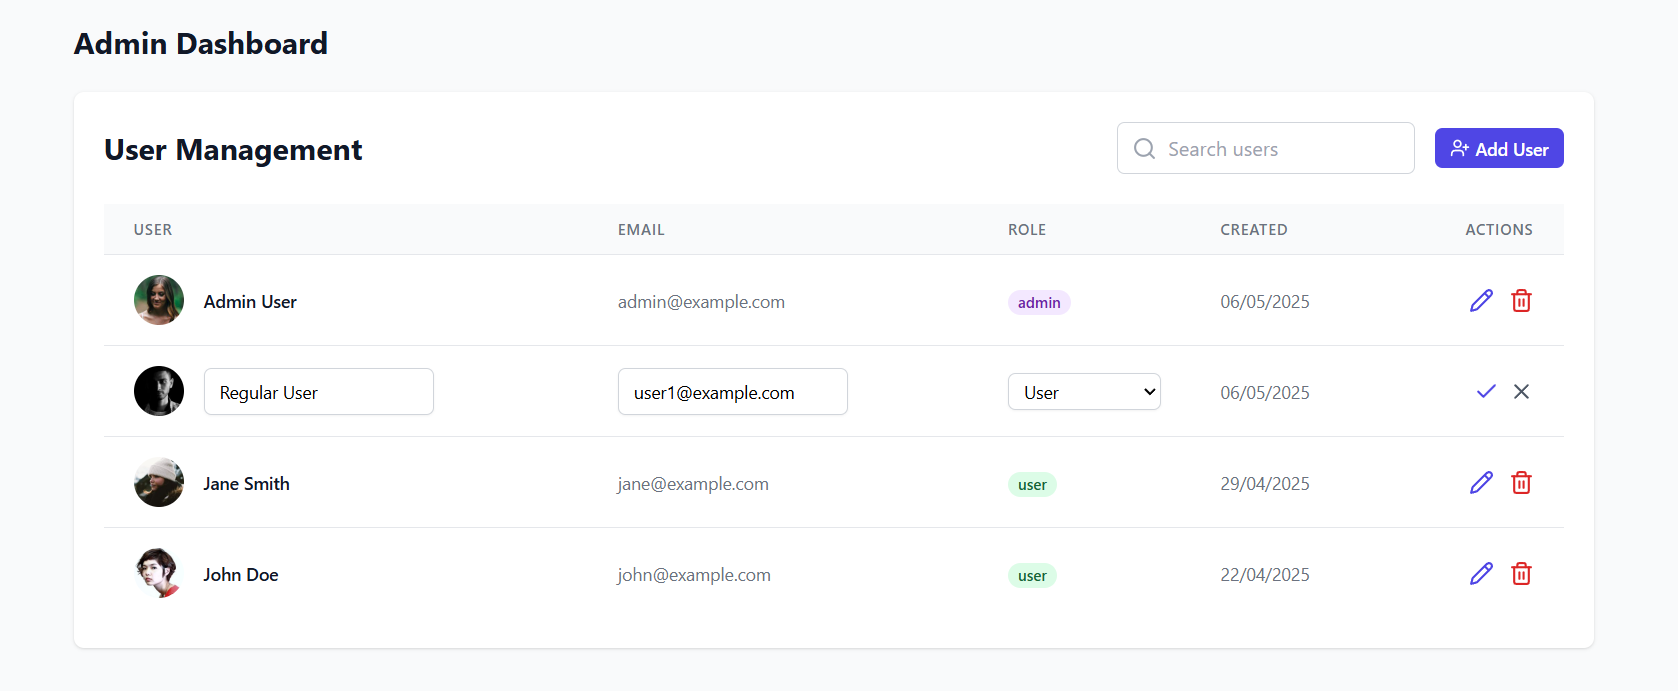 Admin Dashboard
User Management
Search users
Add User
USER EMAIL ROLE CREATED ACTIONS
Admin User admin@example.com admin 06/05/2025
Regular User user1@example.com User 06/05/2025
Jane Smith jane@example.com user 29/04/2025
John Doe john@example.com user 22/04/2025